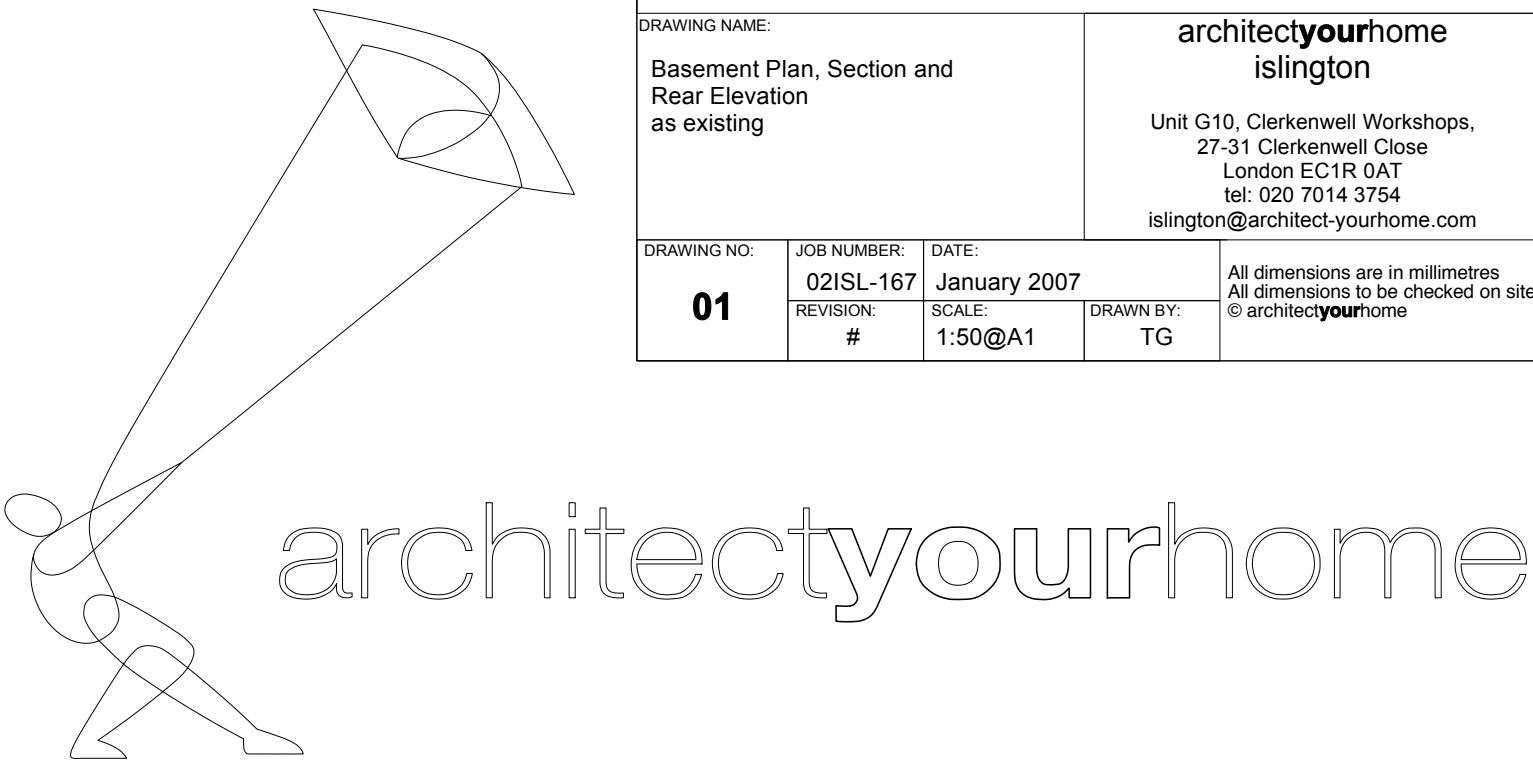 DRAWING NAME:
Basement Plan, Section and
Rear Elevation
as existing
architectyourhome
islington
Unit G10, Clerkenwell Workshops,
27-31 Clerkenwell Close
London EC1R 0AT
tel: 020 7014 3754
islington@architect-yourhome.com
DRAWING NO:
01
JOB NUMBER:
02ISL-167
DATE:
January 2007
REVISION:
#
SCALE:
1:50@A1
DRAWN BY:
TG
All dimensions are in millimetres
All dimensions to be checked on site
© architectyourhome
architectyourhome